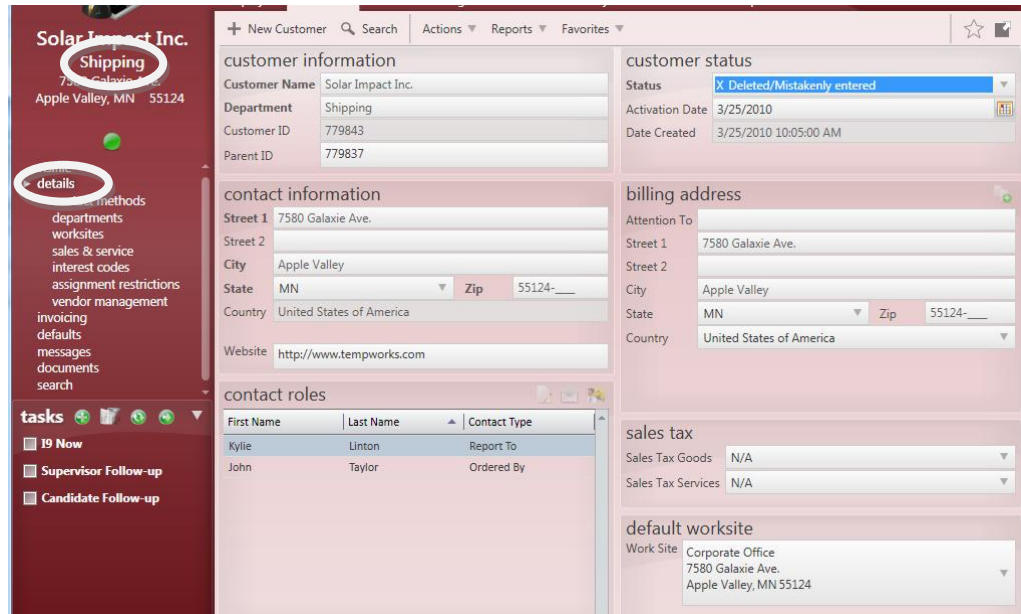 Solar Impact Inc.
Shipping
Apple Valley, MN 55124
details
methods
departments
worksites
sales & service
interest codes
assignment restrictions
vendor management
invoicing
defaults
messages
documents
search
tasks
I9 Now
Supervisor Follow-up
Candidate Follow-up
+ New Customer Search Actions Reports Favorites
customer information
Customer Name Solar Impact Inc.
Department Shipping
Customer ID 779843
Parent ID 779837
customer status
Status X Deleted/Mistakenly entered
Activation Date 3/25/2010
Date Created 3/25/2010 10:05:00 AM
contact information
Street 1 7580 Galaxie Ave.
Street 2
City Apple Valley
State MN Zip 55124-___
Country United States of America
Website http://www.tempworks.com
billing address
Attention To
Street 1 7580 Galaxie Ave.
Street 2
City Apple Valley
State MN Zip 55124-___
Country United States of America
contact roles
First Name Last Name Contact Type
Kylie Linton Report To
John Taylor Ordered By
sales tax
Sales Tax Goods N/A
Sales Tax Services N/A
default worksite
Work Site Corporate Office
7580 Galaxie Ave.
Apple Valley, MN 55124